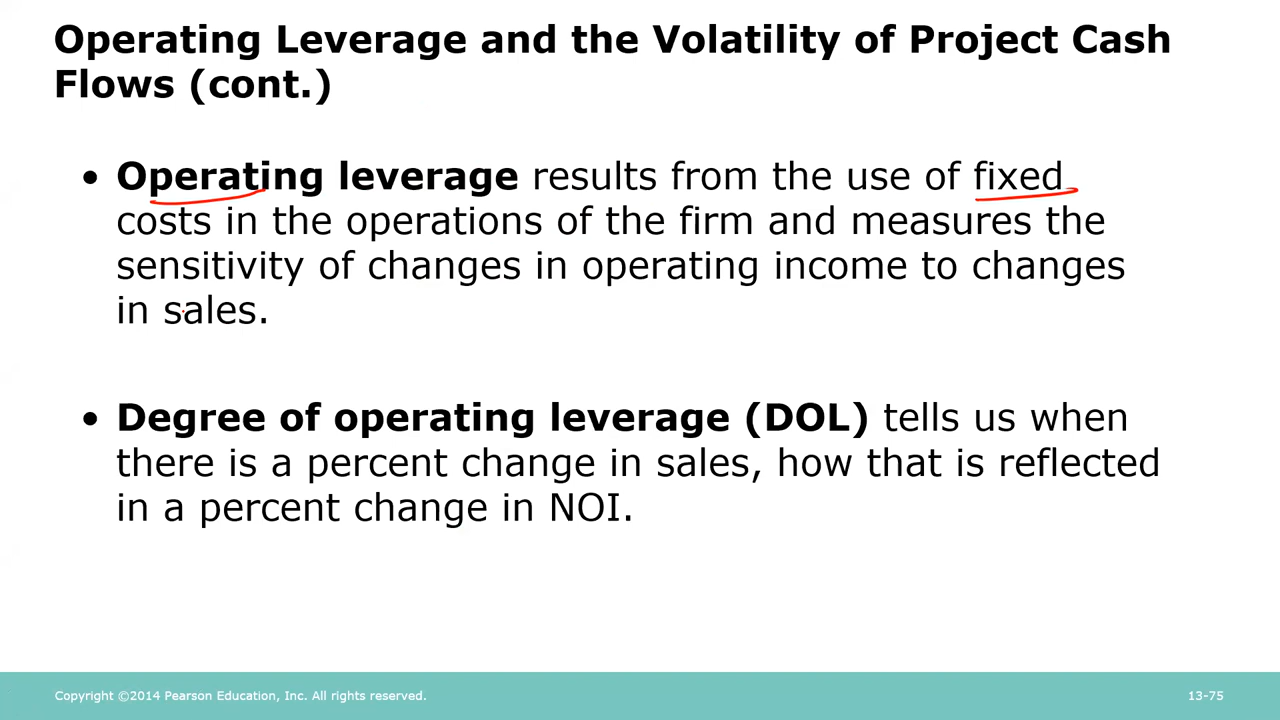 Operating Leverage and the Volatility of Project Cash
Flows (cont.)
• Operating leverage results from the use of fixed
costs in the operations of the firm and measures the
sensitivity of changes in operating income to changes
in sales.
• Degree of operating leverage (DOL) tells us when
there is a percent change in sales, how that is reflected
in a percent change in NOI.
Copyright ©2014 Pearson Education, Inc. All rights reserved.
13-75